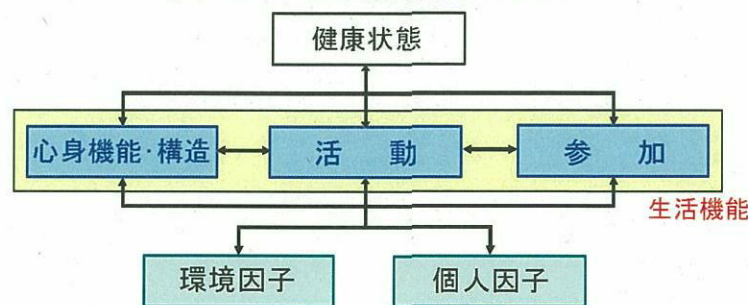 健康状態
心身機能・構造
活　動
参　加
生活機能
環境因子
個人因子